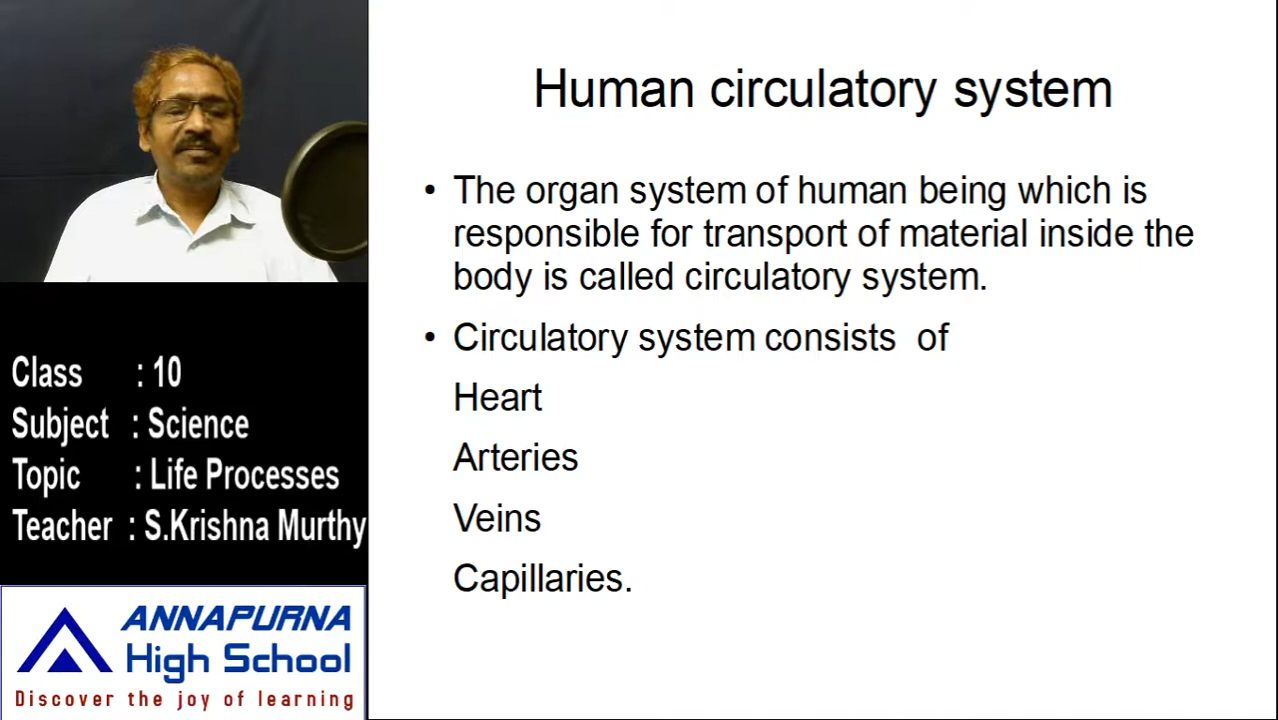 Human circulatory system
• The organ system of human being which is
responsible for transport of material inside the
body is called circulatory system.
• Circulatory system consists of
Heart
Arteries
Veins
Capillaries.
Class : 10
Subject : Science
Topic : Life Processes
Teacher : S.Krishna Murthy
ANNAPURNA
High School
Discover the joy of learning